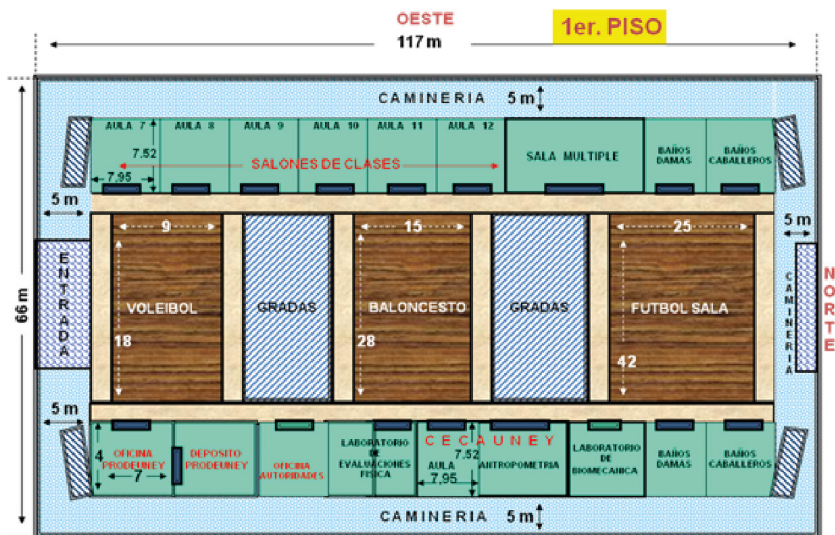 OESTE
1er. PISO
117 m
CAMINERIA 5 m
AULA 7
AULA 8
AULA 9
AULA 10
AULA 11
AULA 12
7.52
SALONES DE CLASES
7,95
SALA MULTIPLE
BAÑOS
DAMAS
BAÑOS
CABALLEROS
5 m
5 m
66 m
ENTRADA
9
VOLEIBOL
18
GRADAS
15
BALONCESTO
28
GRADAS
25
FUTBOL SALA
42
CAMINERIA
NORTE
5 m
4
OFICINA
PRODEUNEY
7
DEPOSITO
PRODEUNEY
OFICINA
AUTORIDADES
LABORATORIO
DE
EVALUACIONES
FISICA
CECAUNEY
7.52
AULA
7,95
ANTROPOMETRIA
LABORATORIO
DE
BIOMECANICA
BAÑOS
DAMAS
BAÑOS
CABALLEROS
CAMINERIA 5 m